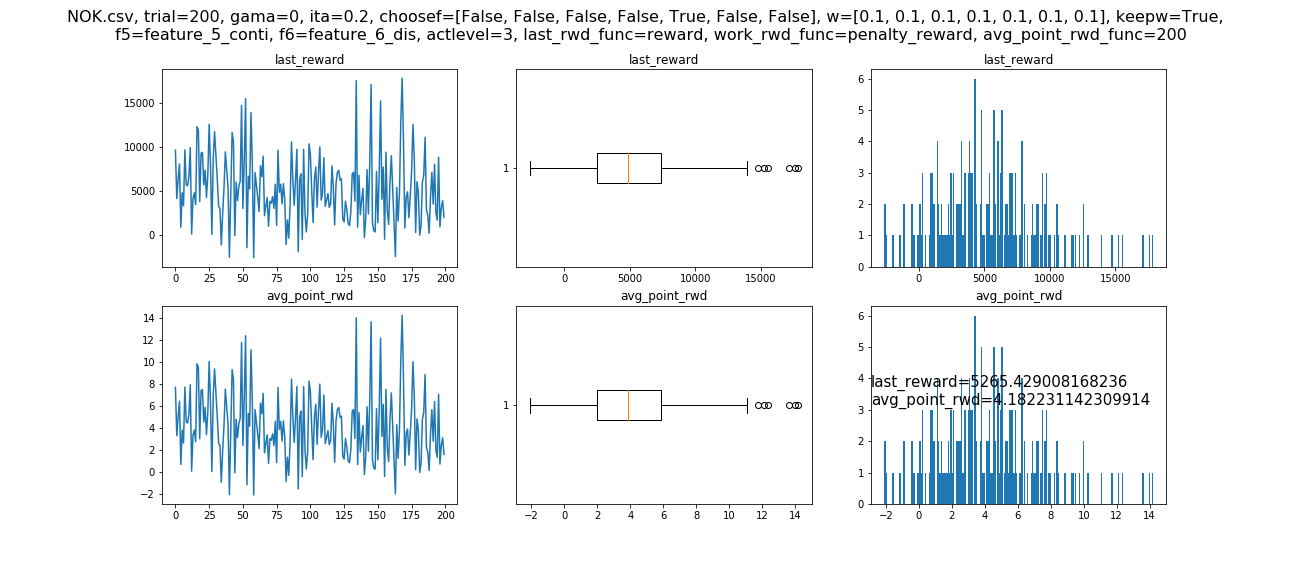 NOK.csv, trial=200, gama=0, ita=0.2, choosef=[False, False, False, False, True, False, False], w=[0.1, 0.1, 0.1, 0.1, 0.1, 0.1, 0.1], keepw=True,
f5=feature_5_conti, f6=feature_6_dis, actlevel=3, last_rwd_func=reward, work_rwd_func=penalty_reward, avg_point_rwd_func=200
last_reward
15000
10000
5000
0
0 25 50 75 100 125 150 175 200
last_reward
1
0 5000 10000 15000
last_reward
6
5
4
3
2
1
0
0 5000 10000 15000
avg_point_rwd
14
12
10
8
6
4
2
0
−2
0 25 50 75 100 125 150 175 200
avg_point_rwd
1
−2 0 2 4 6 8 10 12 14
avg_point_rwd
6
5
4
3
2
1
0
−2 0 2 4 6 8 10 12 14
last_reward=5265.429008168236
avg_point_rwd=4.182231142309914